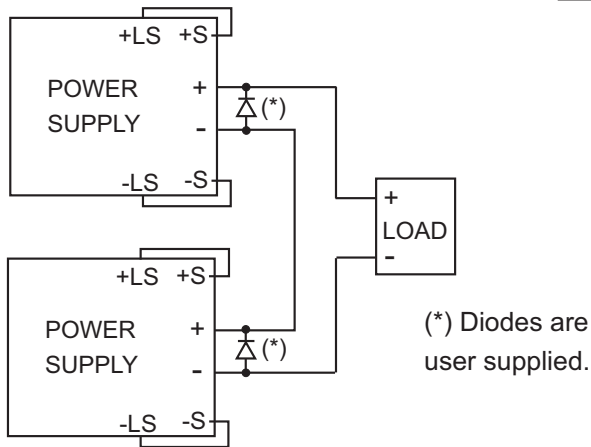 +LS +S
POWER
SUPPLY
+
-
(*)
-LS -S
+
LOAD
-
+LS +S
POWER
SUPPLY
+
-
(*)
-LS -S
(*) Diodes are
user supplied.